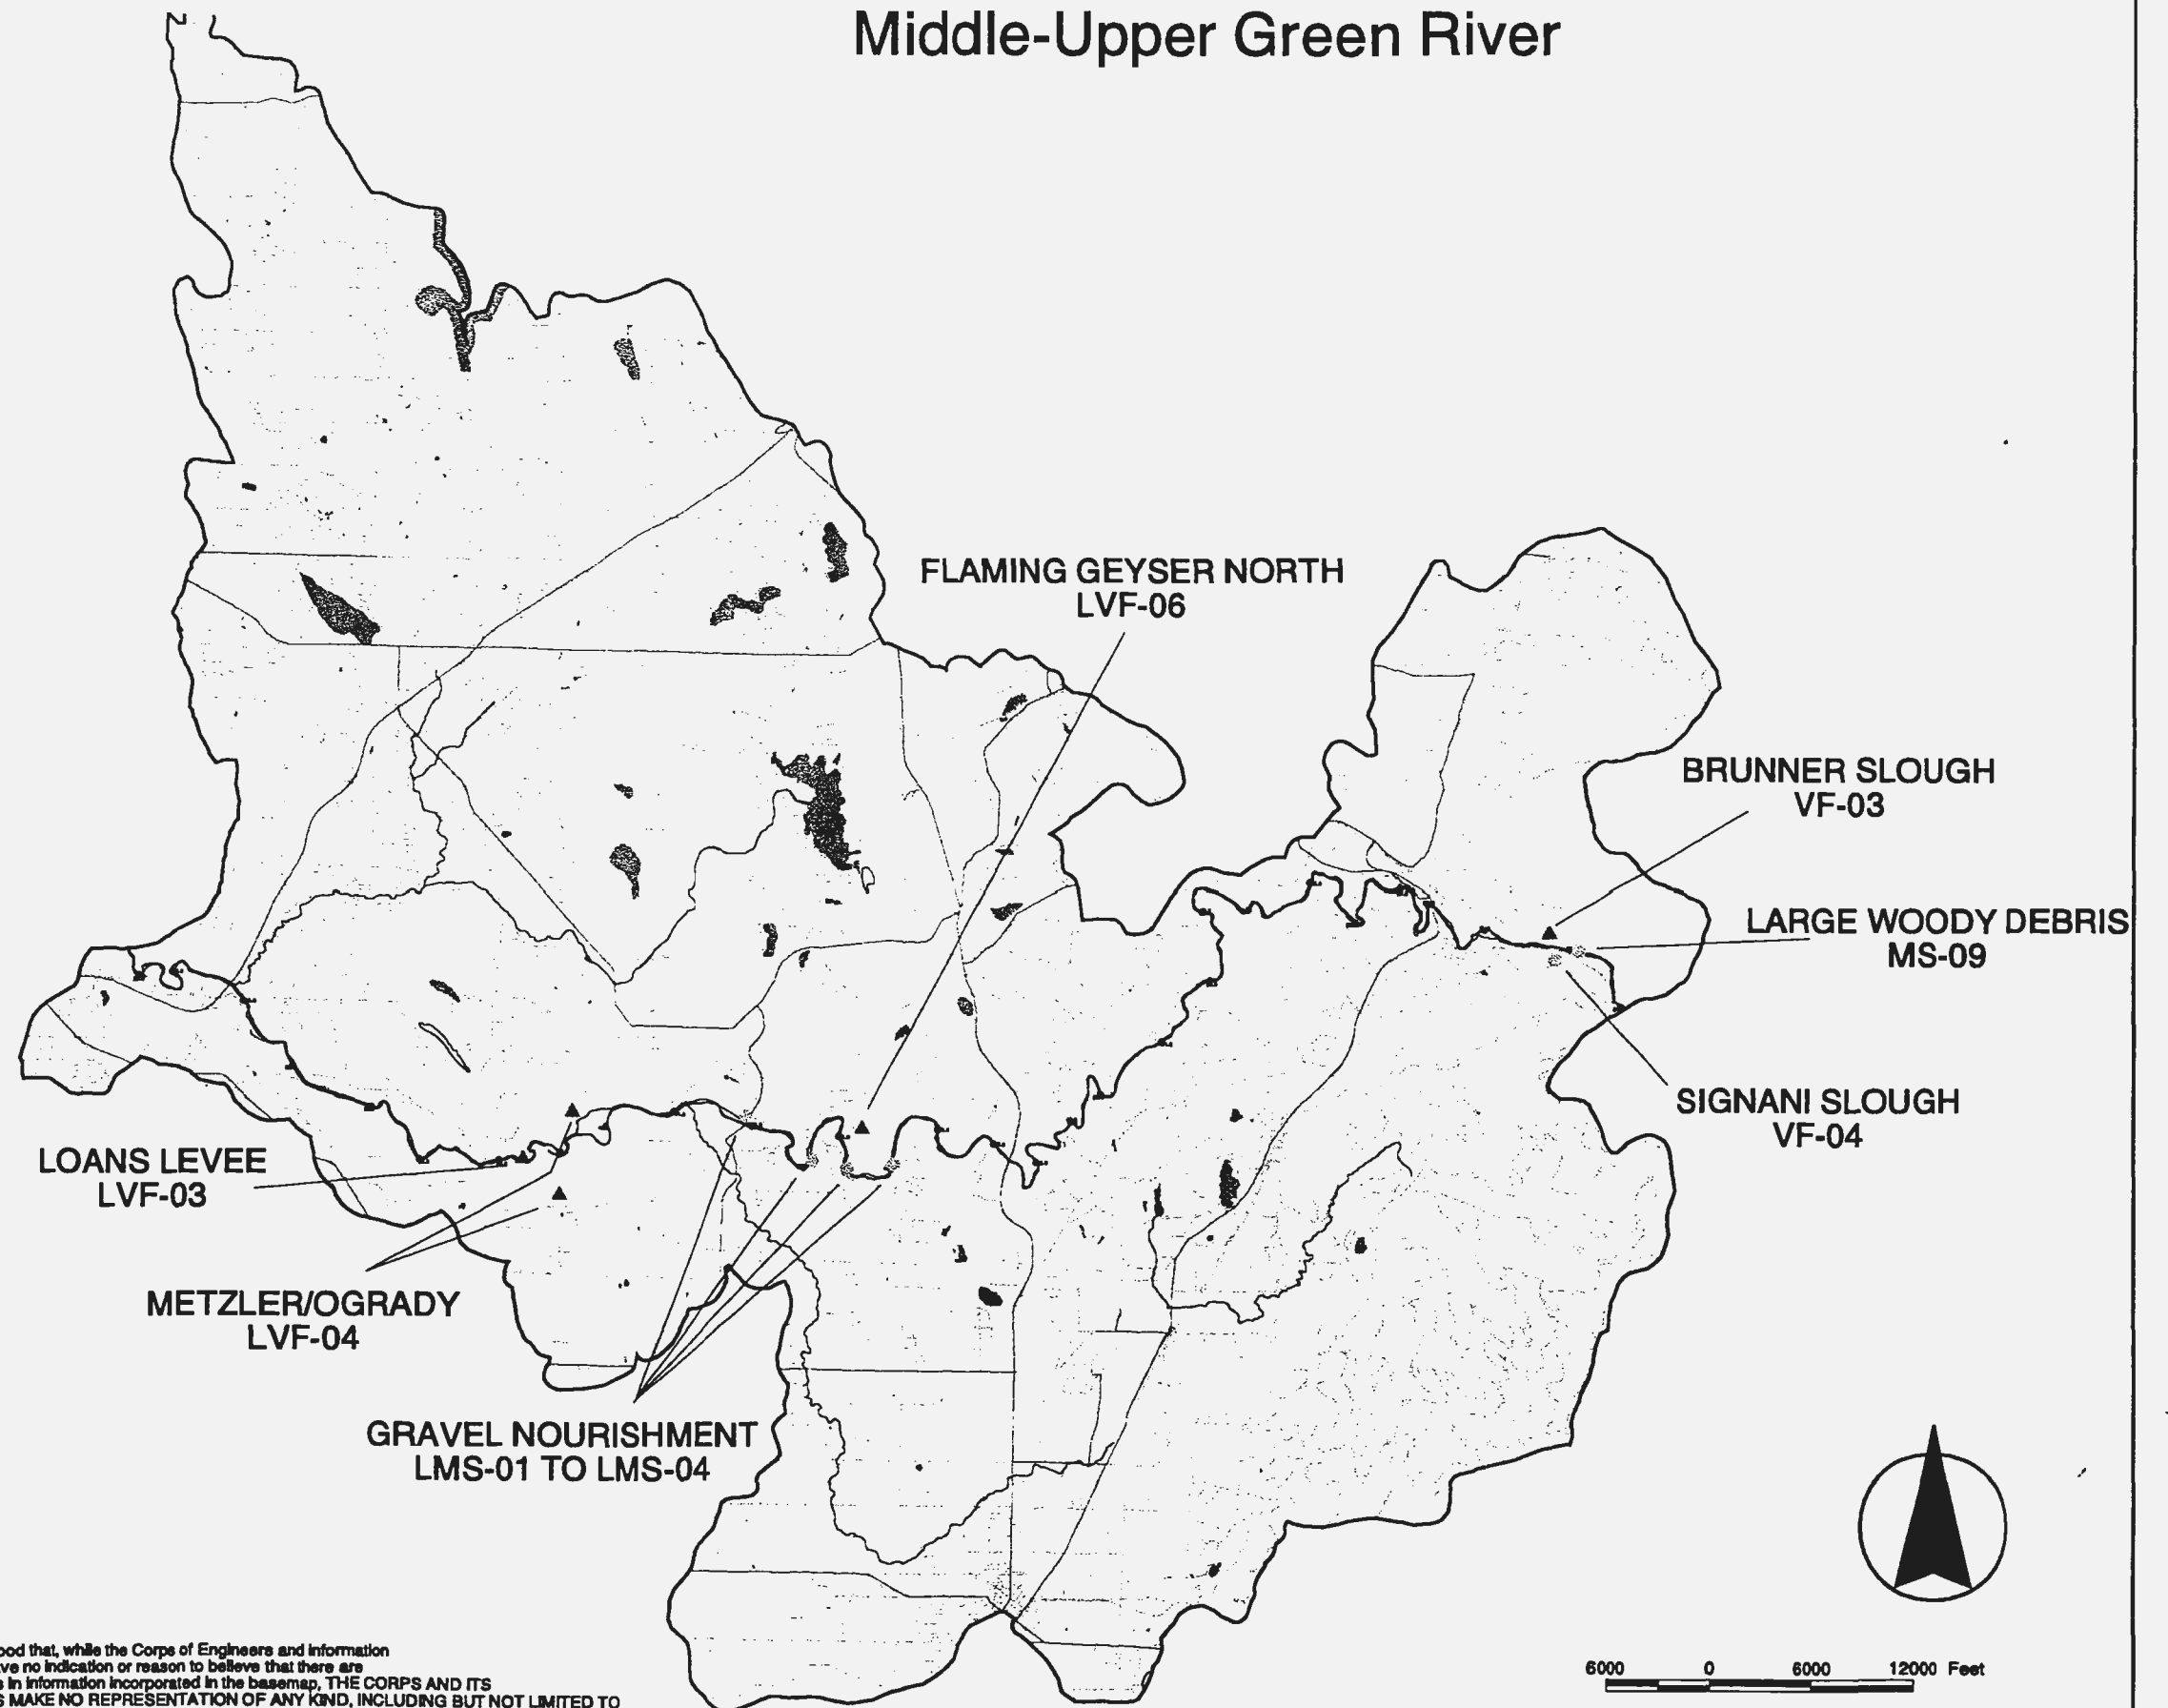 Middle-Upper Green River
FLAMING GEYSER NORTH
LVF-06
BRUNNER SLOUGH
VF-03
LARGE WOODY DEBRIS
MS-09
SIGNANI SLOUGH
VF-04
LOANS LEVEE
LVF-03
METZLER/OGRADY
LVF-04
GRAVEL NOURISHMENT
LMS-01 TO LMS-04
ood that, while the Corps of Engineers and information
ve no indication or reason to believe that there are
s in information incorporated in the basemap, THE CORPS AND ITS
S MAKE NO REPRESENTATION OF ANY KIND, INCLUDING BUT NOT LIMITED TO
6000 0 6000 12000 Feet